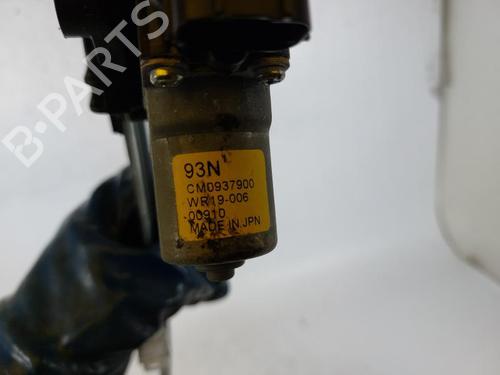 B-PARTS
93N
CM0937900
WR19-006
00910
MADE IN JPN